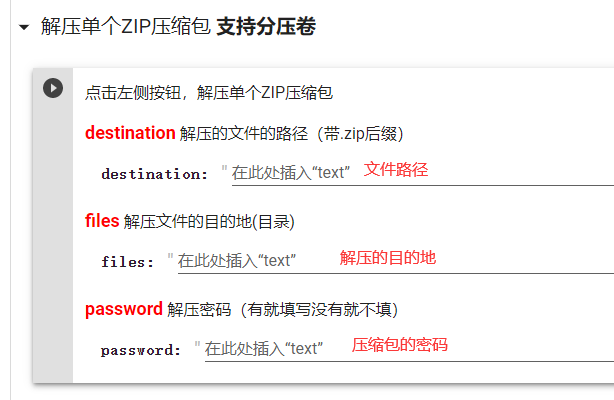 解压单个ZIP压缩包 支持分压卷
点击左侧按钮，解压单个ZIP压缩包
destination 解压的文件的路径（带.zip后缀）
destination: " 在此处插入“text” 文件路径
files 解压文件的目的地(目录)
files: " 在此处插入“text” 解压的目的地
password 解压密码（有就填写没有就不填）
password: " 在此处插入“text” 压缩包的密码